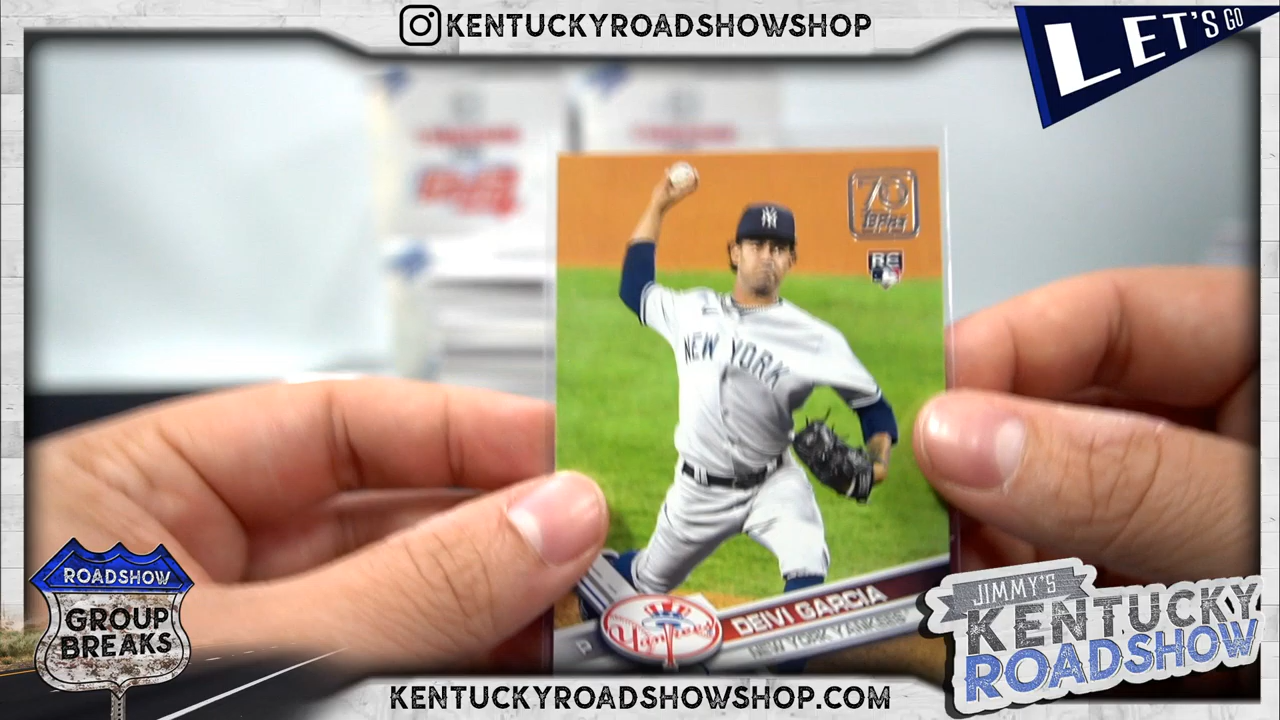 KENTUCKYROADSHOWSHOP
LET'S GO
70
TOPPS
RC
NEW YORK
DEIVI GARCIA
NEW YORK YANKEES
Yankees
P
ROADSHOW
GROUP
BREAKS
JIMMY'S
KENTUCKY
ROADSHOW
KENTUCKYROADSHOWSHOP.COM